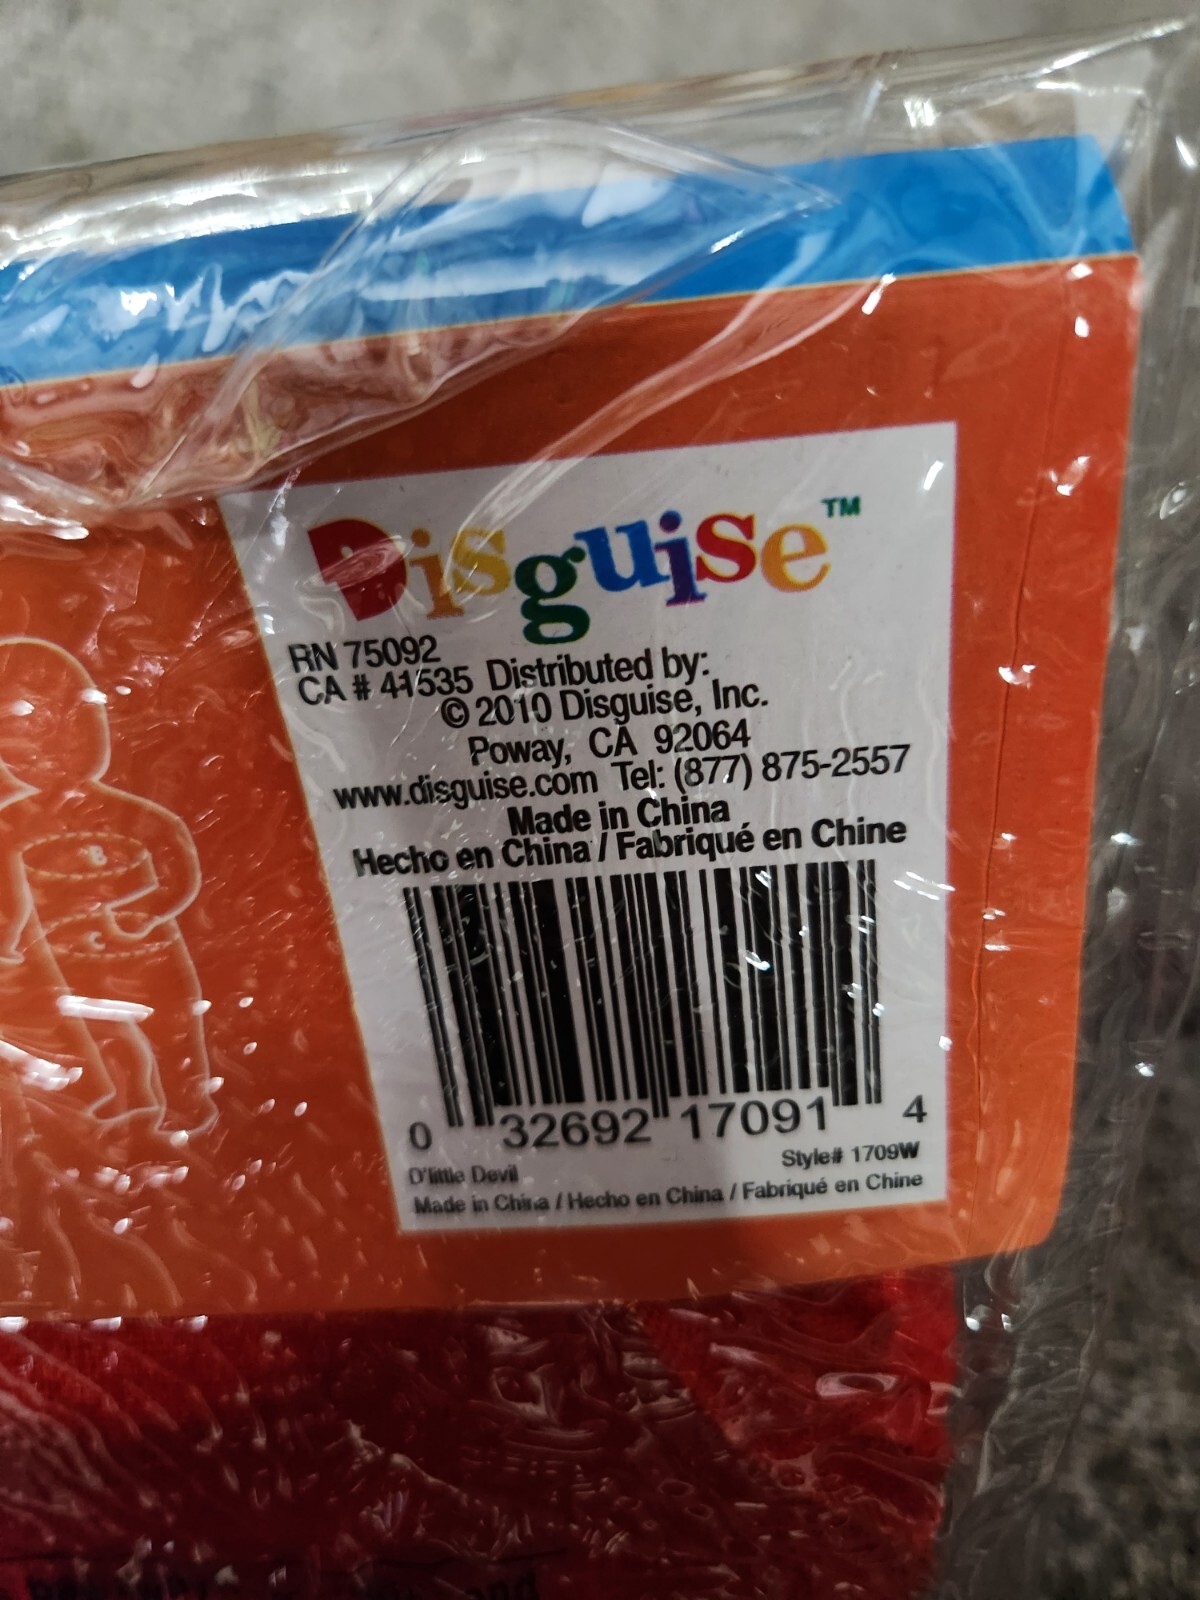 Disguise™
RN 75092
CA # 41535 Distributed by:
© 2010 Disguise, Inc.
Poway, CA 92064
www.disguise.com Tel: (877) 875-2557
Made in China
Hecho en China / Fabriqué en Chine
0 32692 17091 4
D'little Devil Style# 1709W
Made in China / Hecho en China / Fabriqué en Chine
B
C